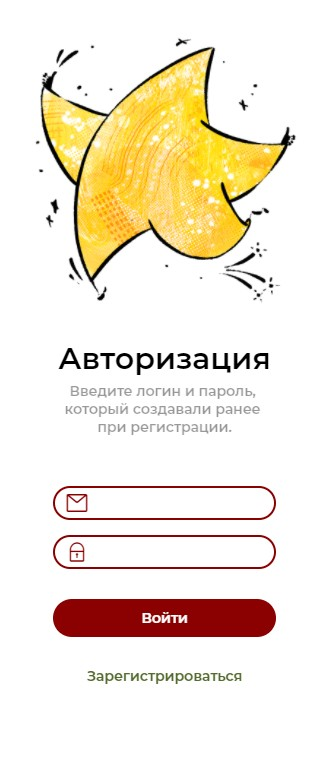 Авторизация
Введите логин и пароль,
который создавали ранее
при регистрации.
Войти
Зарегистрироваться